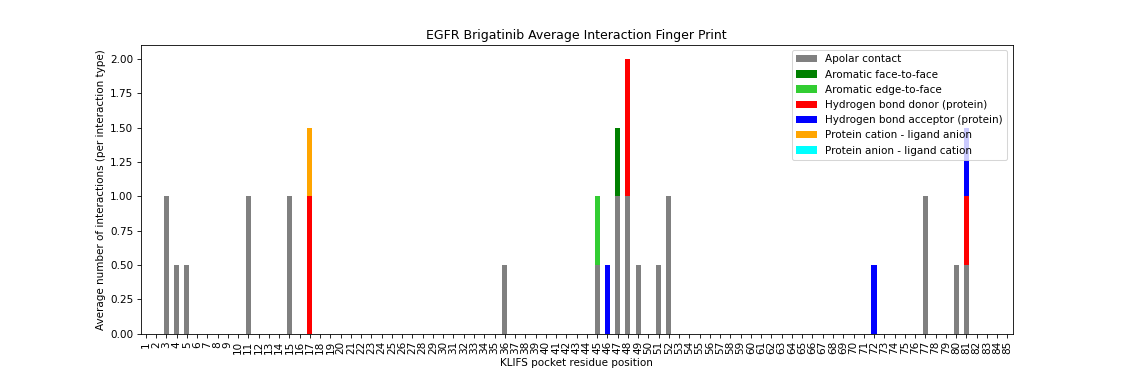 EGFR Brigatinib Average Interaction Finger Print
Average number of interactions (per interaction type)
2.00
1.75
1.50
1.25
1.00
0.75
0.50
0.25
0.00
Apolar contact
Aromatic face-to-face
Aromatic edge-to-face
Hydrogen bond donor (protein)
Hydrogen bond acceptor (protein)
Protein cation - ligand anion
Protein anion - ligand cation
1 2 3 4 5 6 7 8 9 10 11 12 13 14 15 16 17 18 19 20 21 22 23 24 25 26 27 28 29 30 31 32 33 34 35 36 37 38 39 40 41 42 43 44 45 46 47 48 49 50 51 52 53 54 55 56 57 58 59 60 61 62 63 64 65 66 67 68 69 70 71 72 73 74 75 76 77 78 79 80 81 82 83 84 85
KLIFS pocket residue position